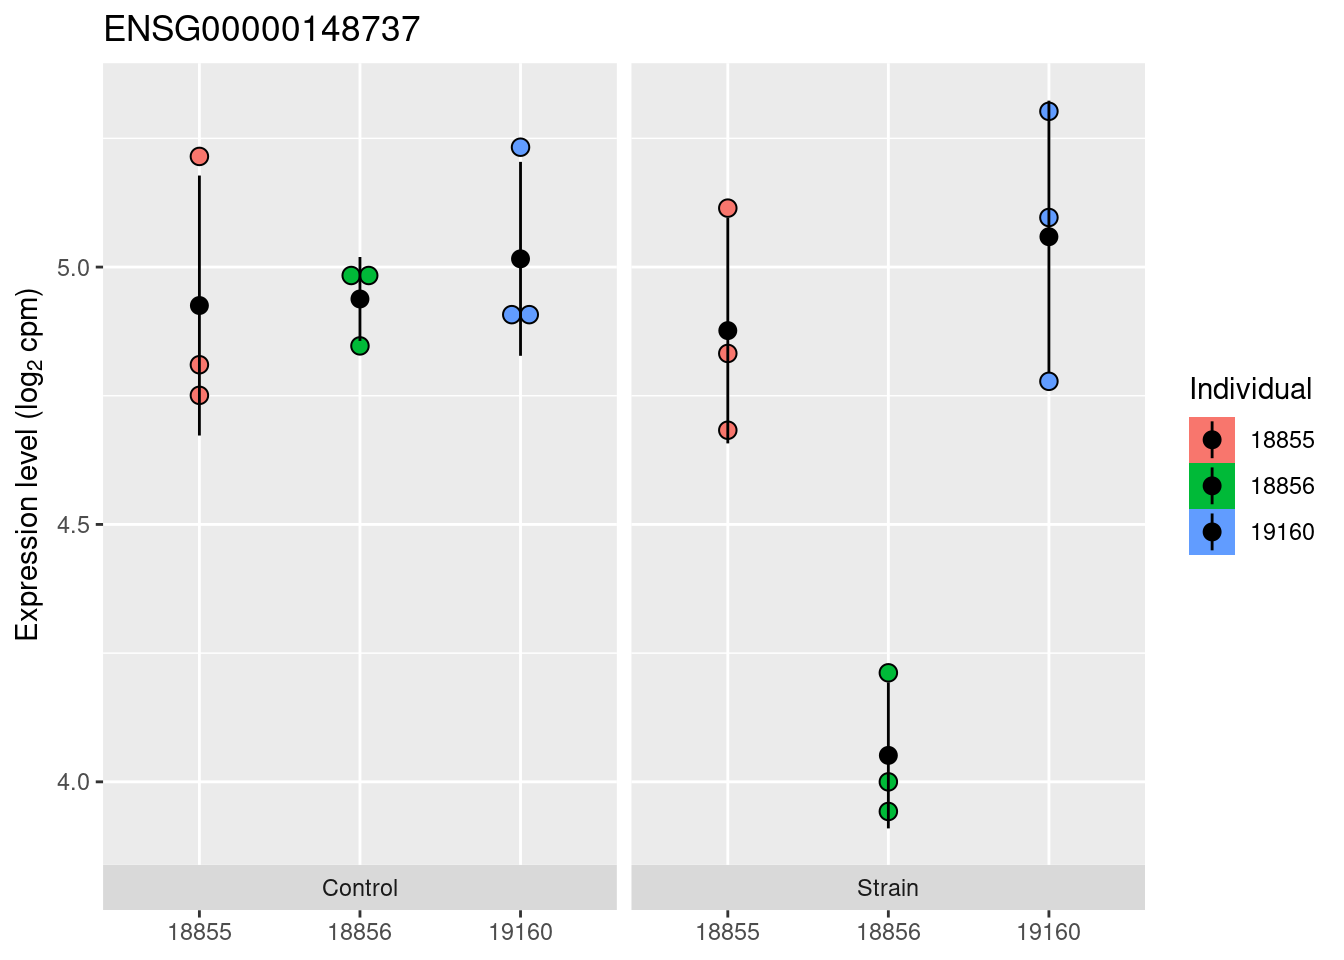 ENSG00000148737
Expression level (log2 cpm)
5.0
4.5
4.0
Control
Strain
18855
18856
19160
18855
18856
19160
Individual
18855
18856
19160